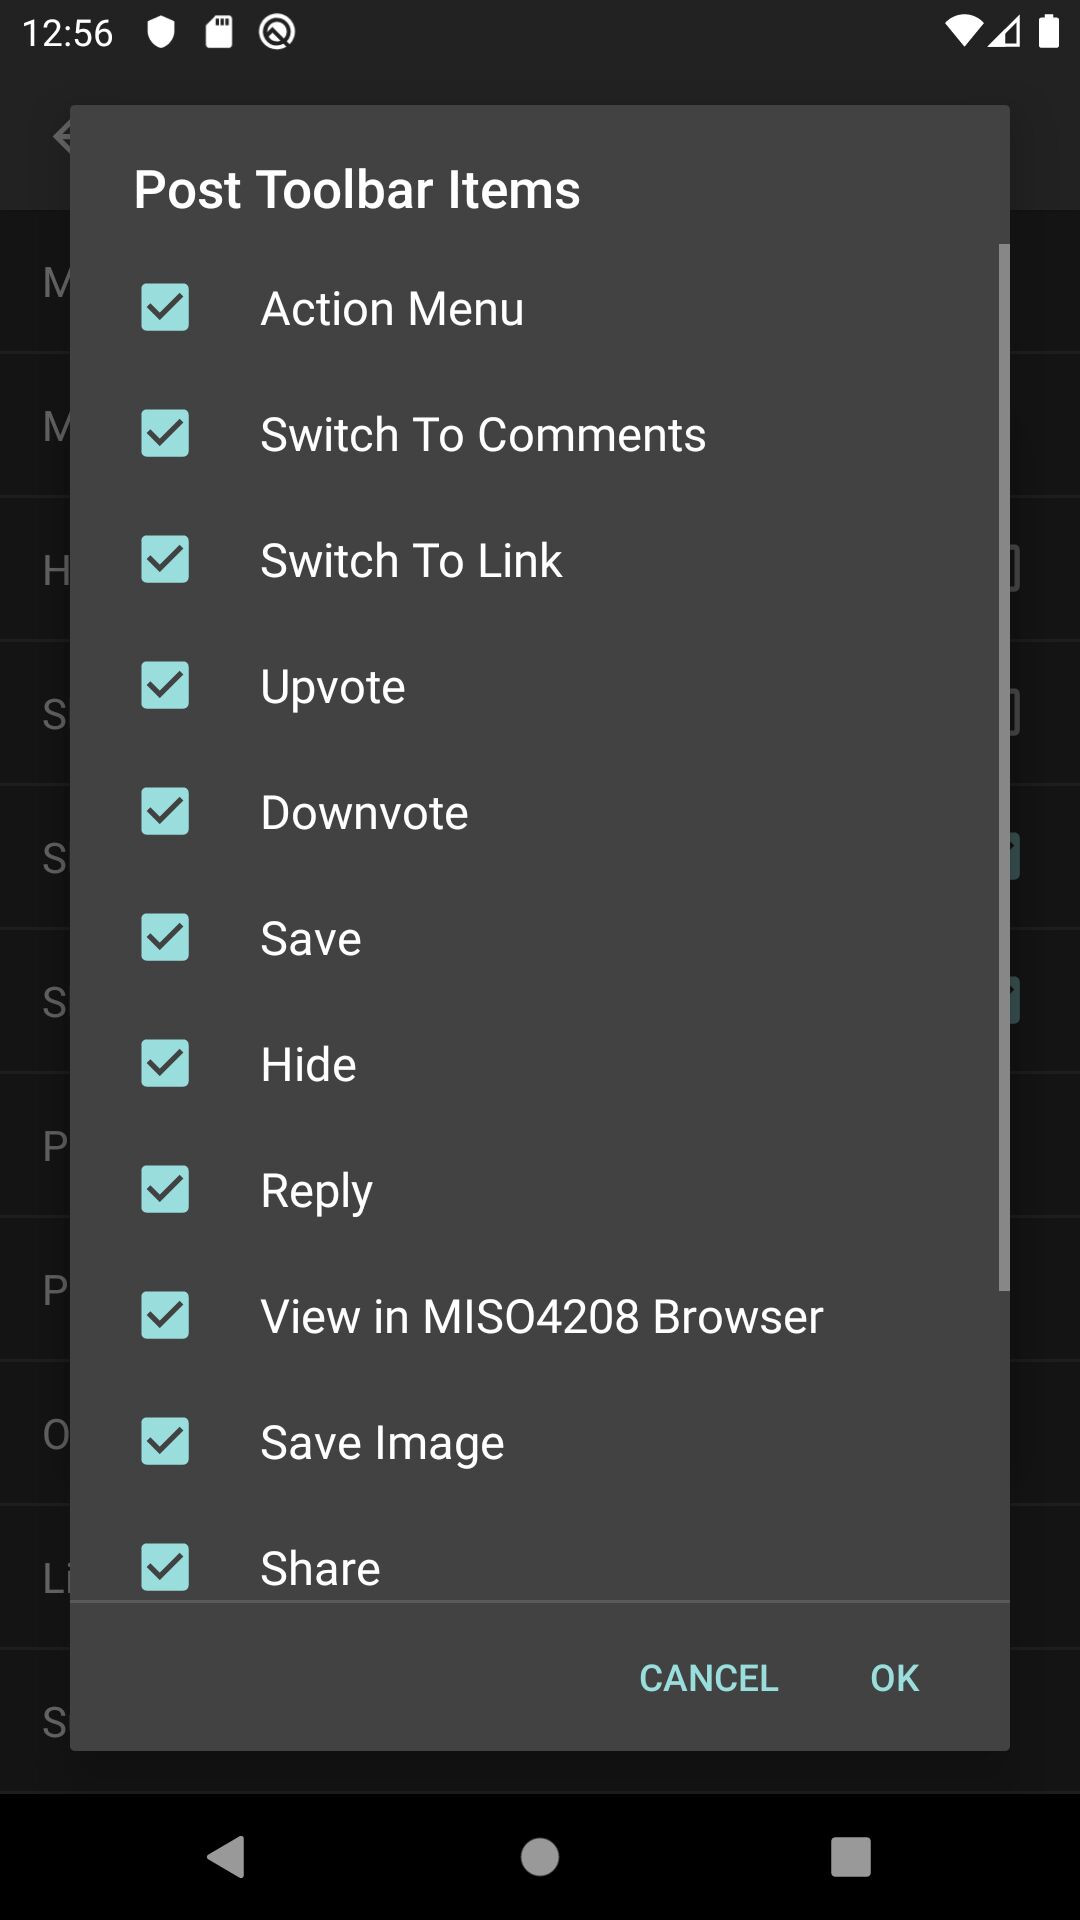 12:56
Post Toolbar Items
Action Menu
Switch To Comments
Switch To Link
Upvote
Downvote
Save
Hide
Reply
View in MISO4208 Browser
Save Image
Share
CANCEL OK